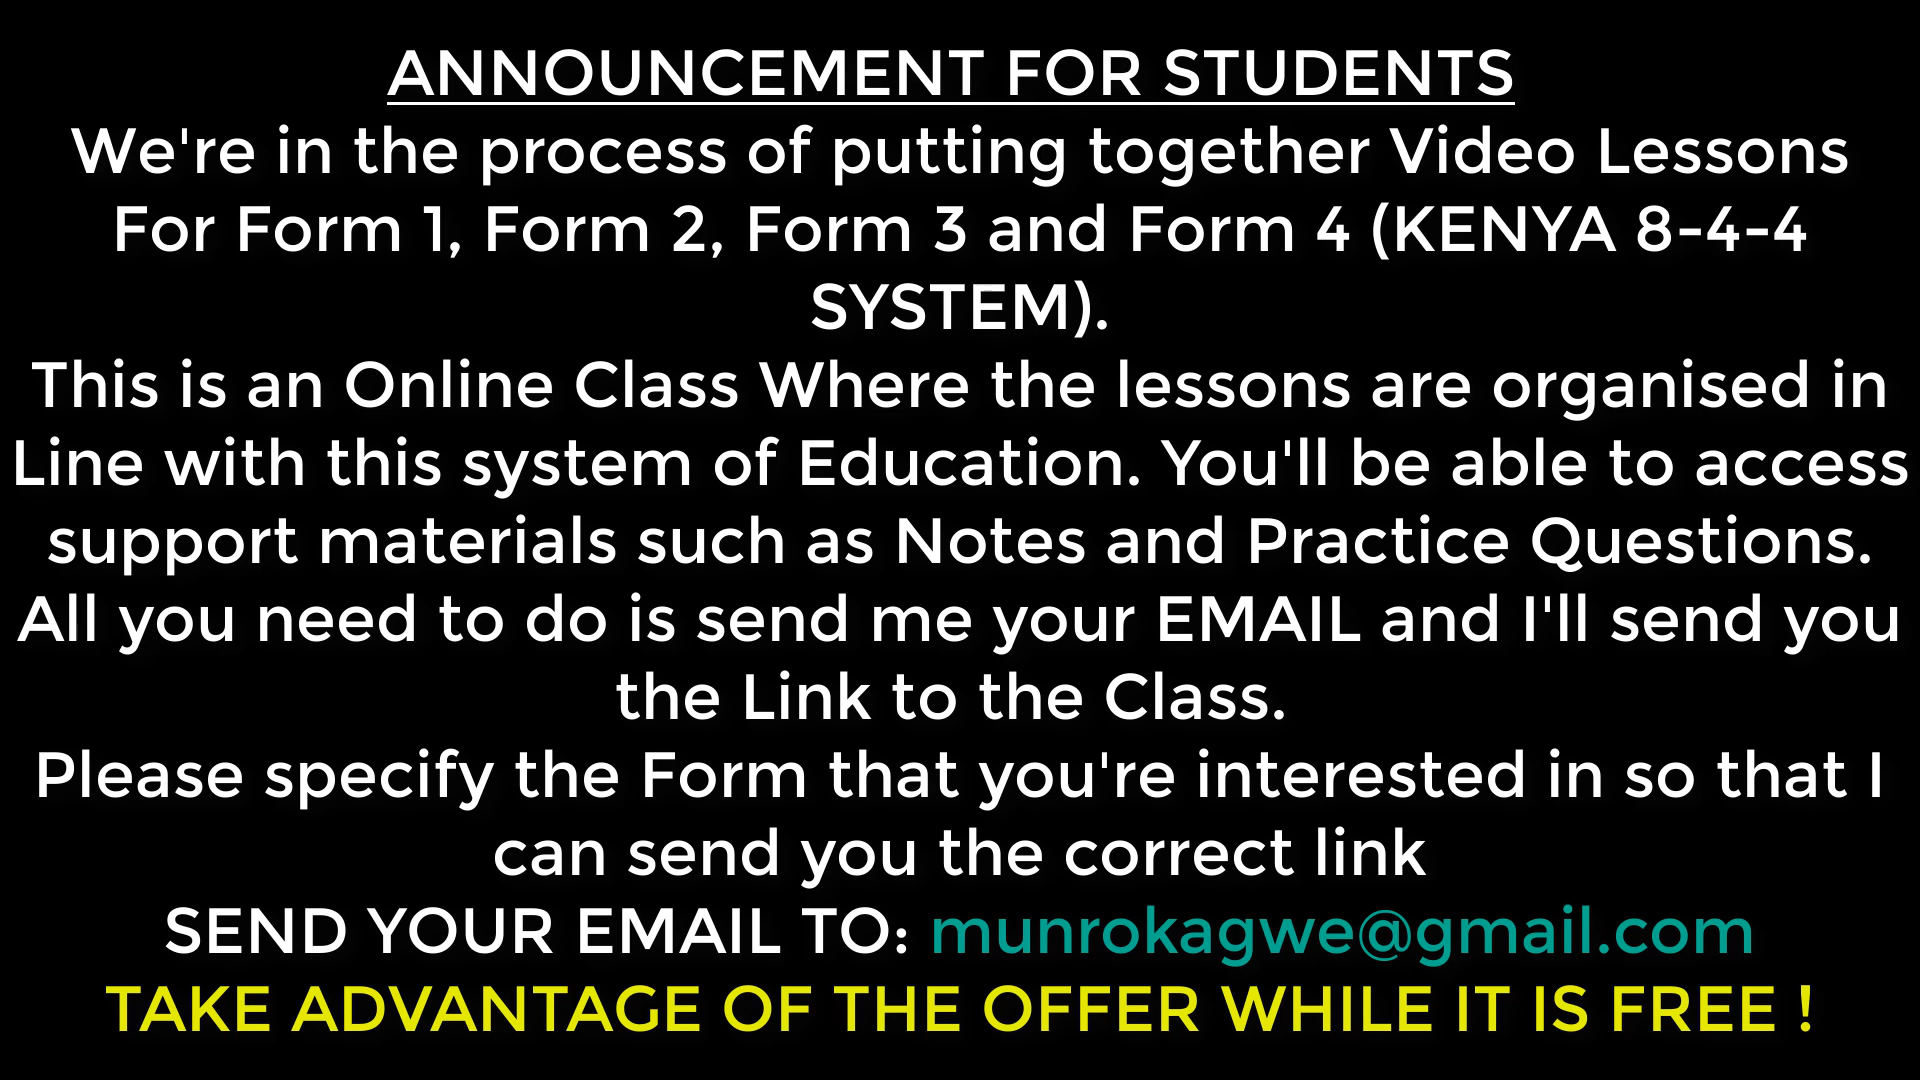 ANNOUNCEMENT FOR STUDENTS
We're in the process of putting together Video Lessons
For Form 1, Form 2, Form 3 and Form 4 (KENYA 8-4-4
SYSTEM).
This is an Online Class Where the lessons are organised in
Line with this system of Education. You'll be able to access
support materials such as Notes and Practice Questions.
All you need to do is send me your EMAIL and I'll send you
the Link to the Class.
Please specify the Form that you're interested in so that I
can send you the correct link
SEND YOUR EMAIL TO: munrokagwe@gmail.com
TAKE ADVANTAGE OF THE OFFER WHILE IT IS FREE !